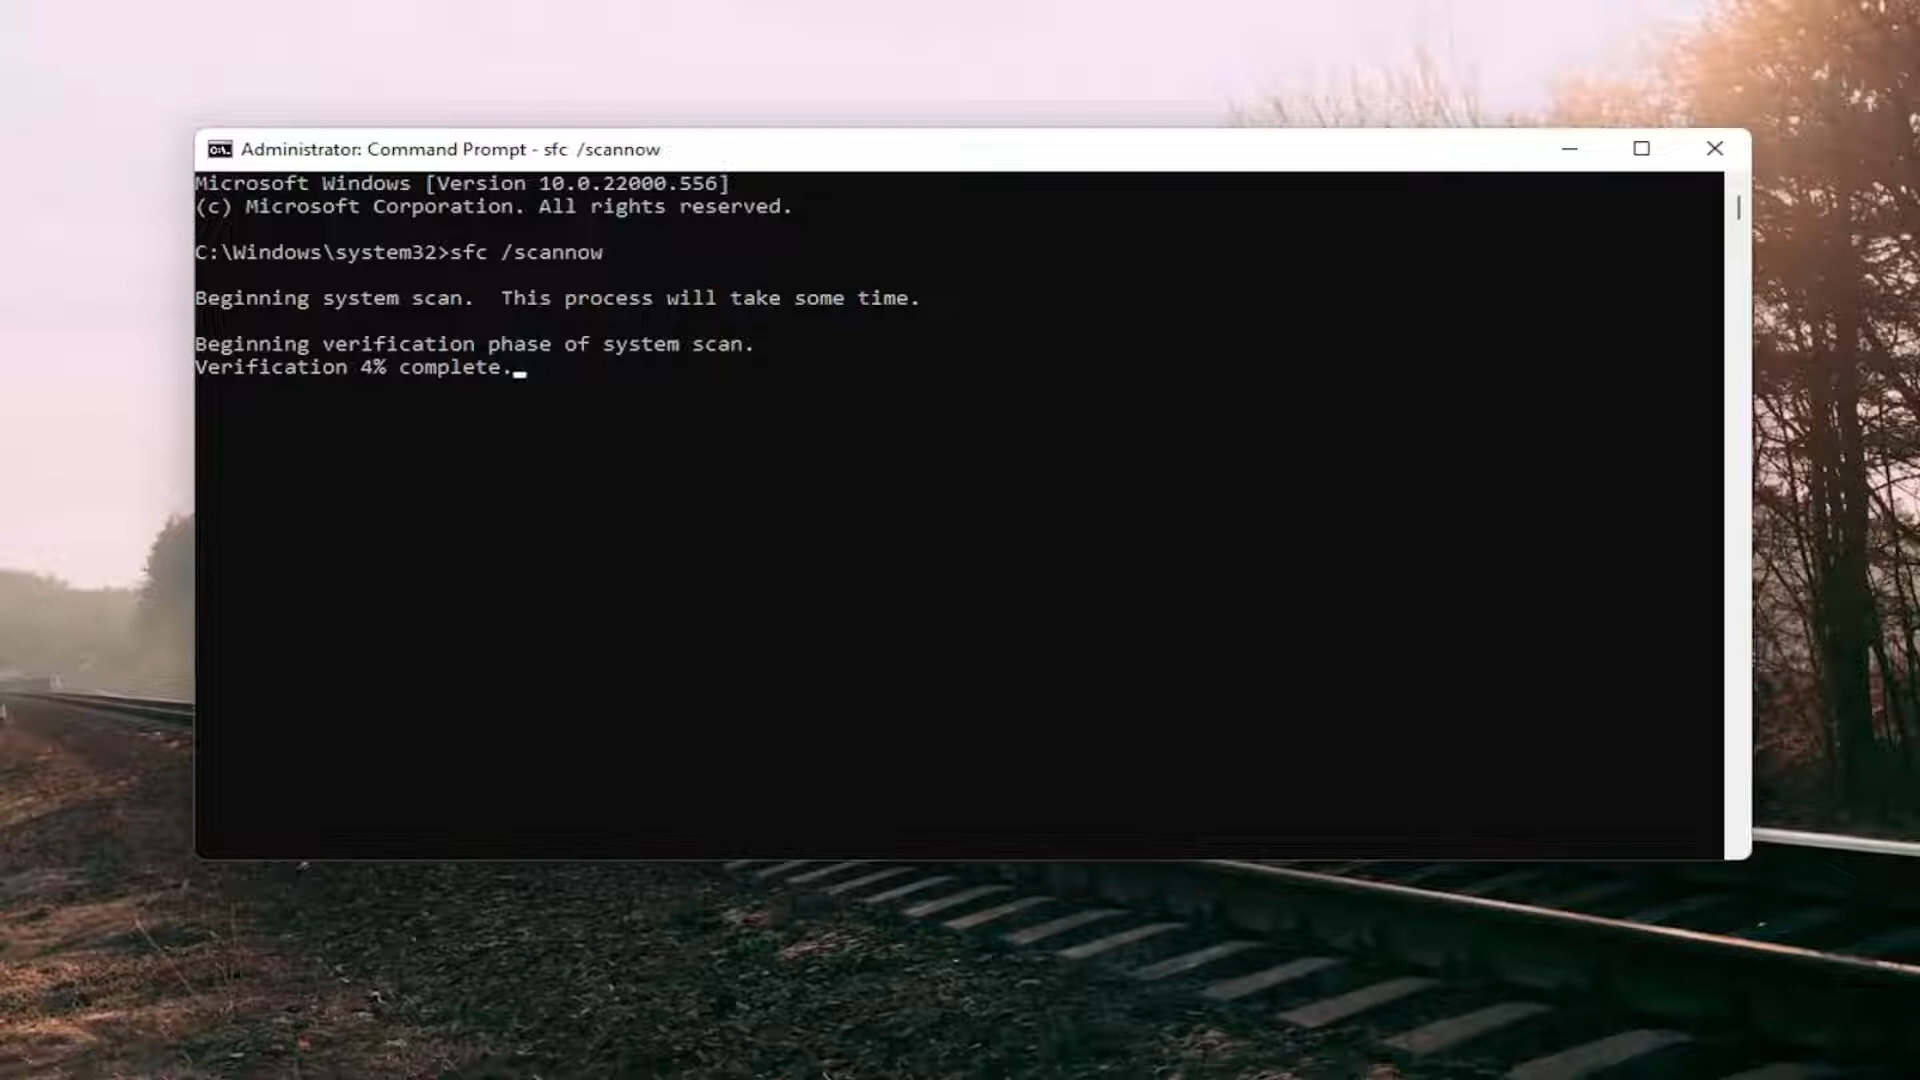 Administrator: Command Prompt - sfc /scannow
Microsoft Windows [Version 10.0.22000.556]
(c) Microsoft Corporation. All rights reserved.
C:\Windows\system32>sfc /scannow
Beginning system scan.  This process will take some time.
Beginning verification phase of system scan.
Verification 4% complete.